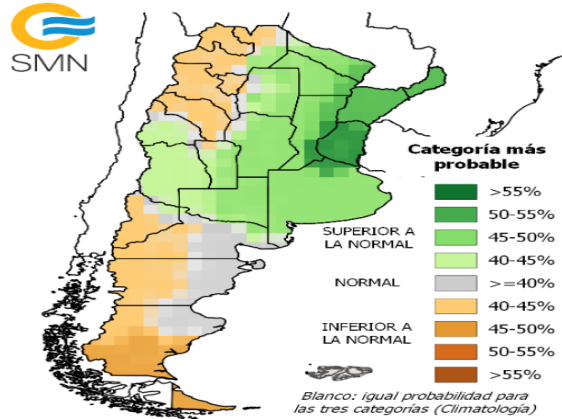 SMN
Categoría más
probable
>55%
50-55%
SUPERIOR A
LA NORMAL
45-50%
40-45%
NORMAL
>=40%
40-45%
INFERIOR A
LA NORMAL
45-50%
50-55%
>55%
Blanco: igual probabilidad para
las tres categorías (Climatología)